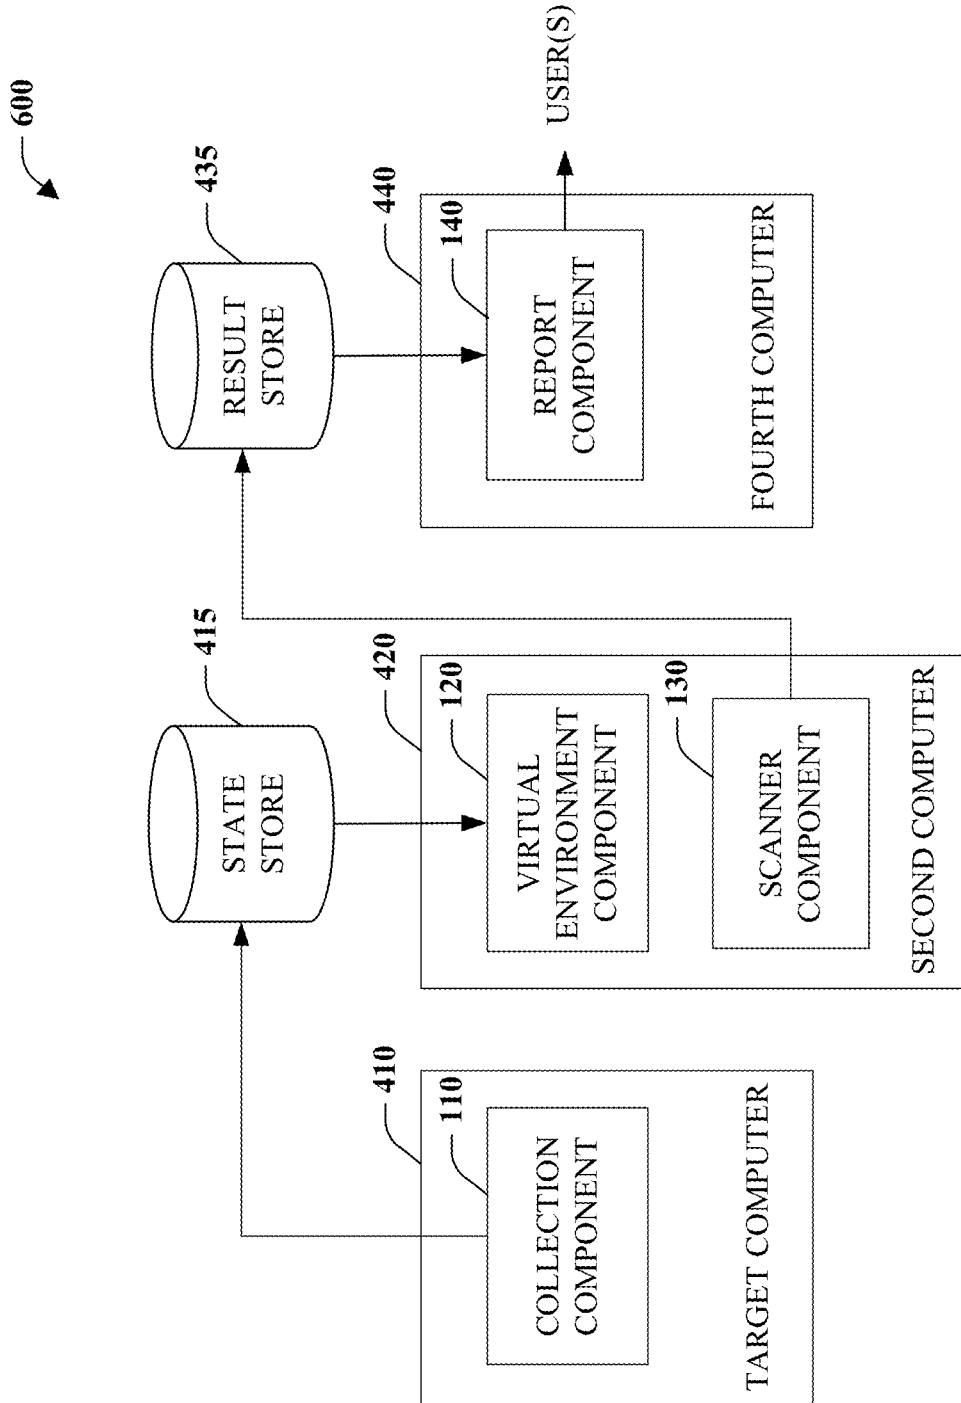 600
STATE
STORE
415
RESULT
STORE
435
410
110
COLLECTION
COMPONENT
TARGET COMPUTER
420
120
VIRTUAL
ENVIRONMENT
COMPONENT
130
SCANNER
COMPONENT
SECOND COMPUTER
440
140
REPORT
COMPONENT
FOURTH COMPUTER
USER(S)